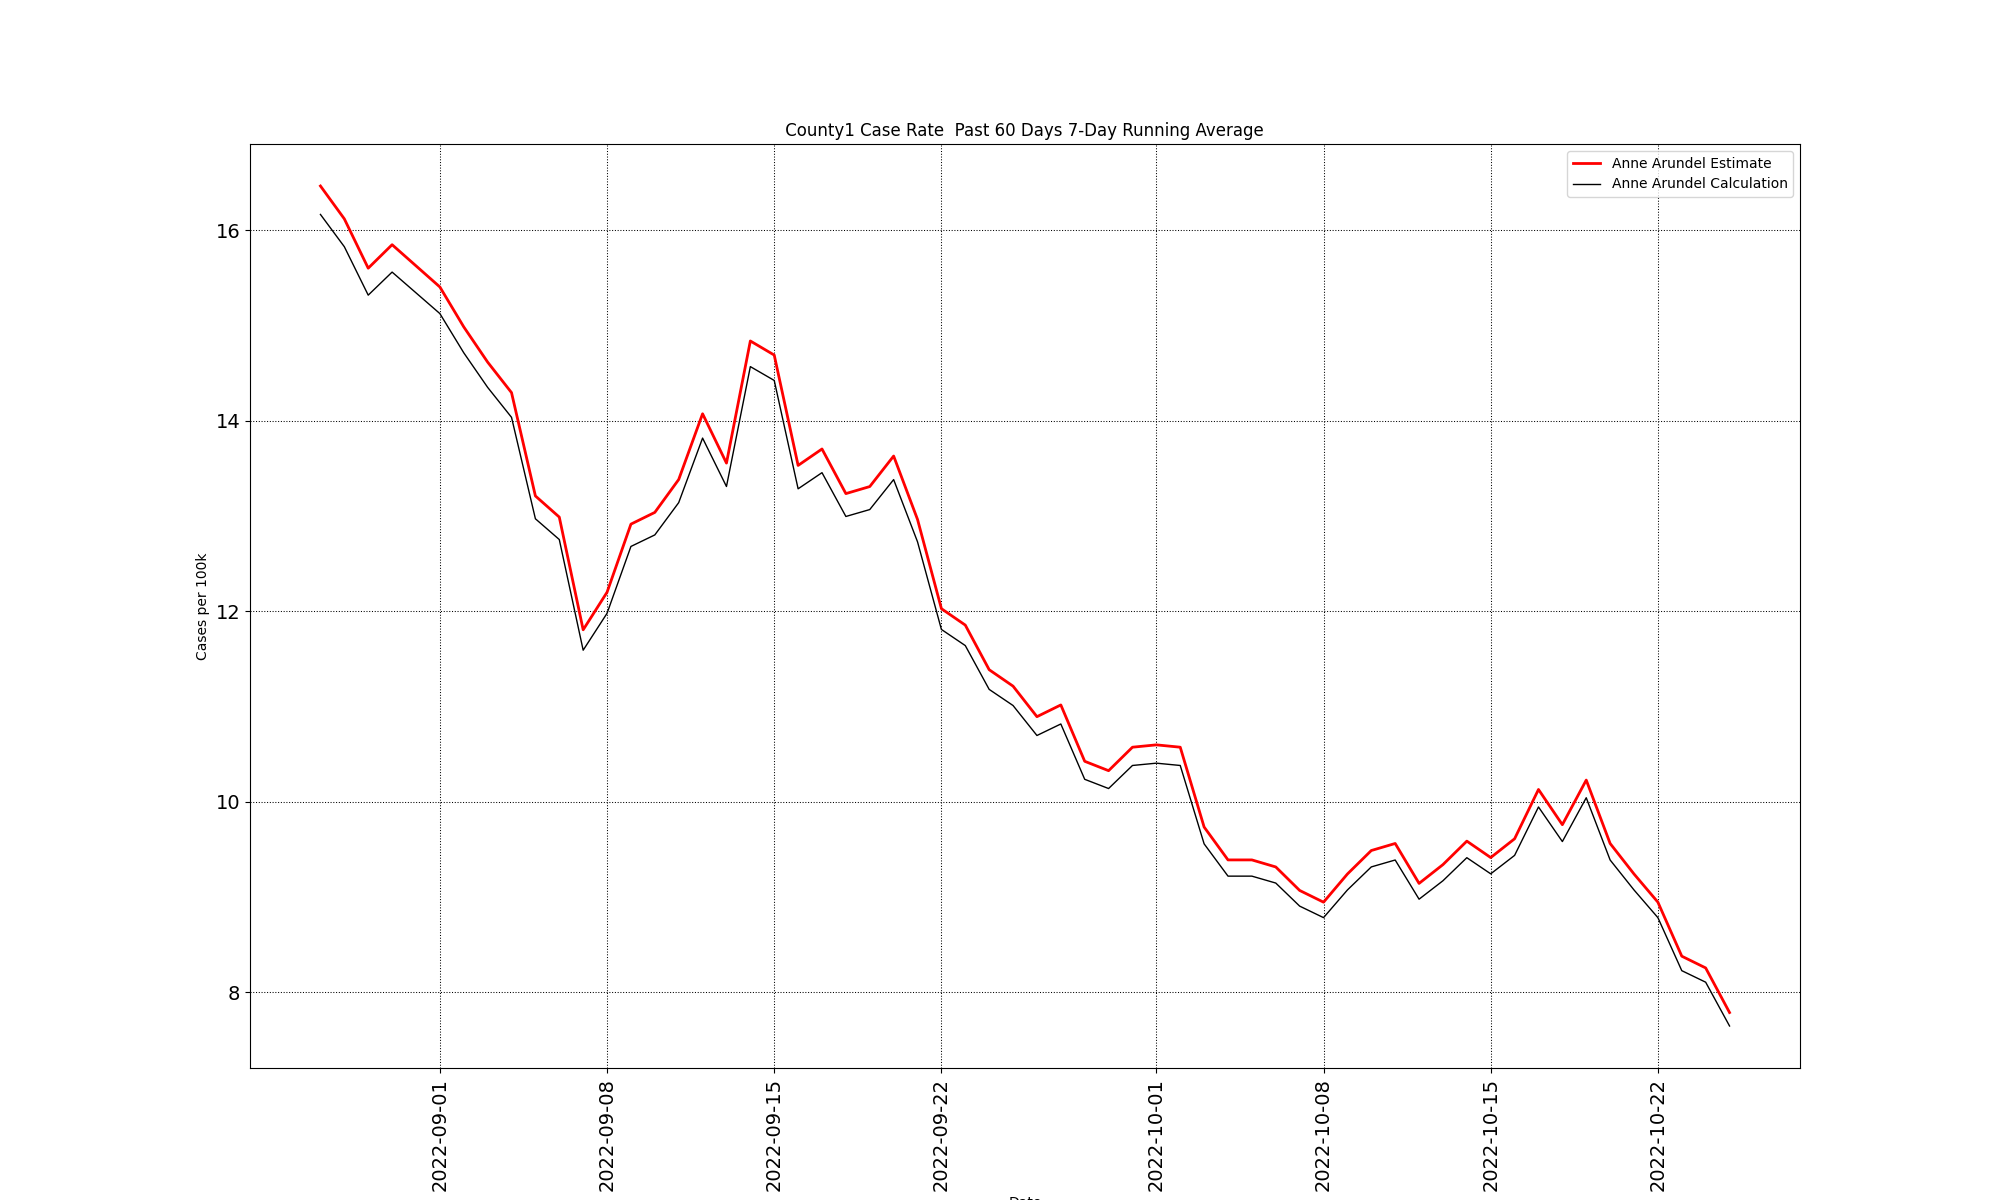 County1 Case Rate  Past 60 Days 7-Day Running Average
Anne Arundel Estimate
Anne Arundel Calculation
16
14
12
10
8
Cases per 100k
2022-09-01
2022-09-08
2022-09-15
2022-09-22
2022-10-01
2022-10-08
2022-10-15
2022-10-22
Date